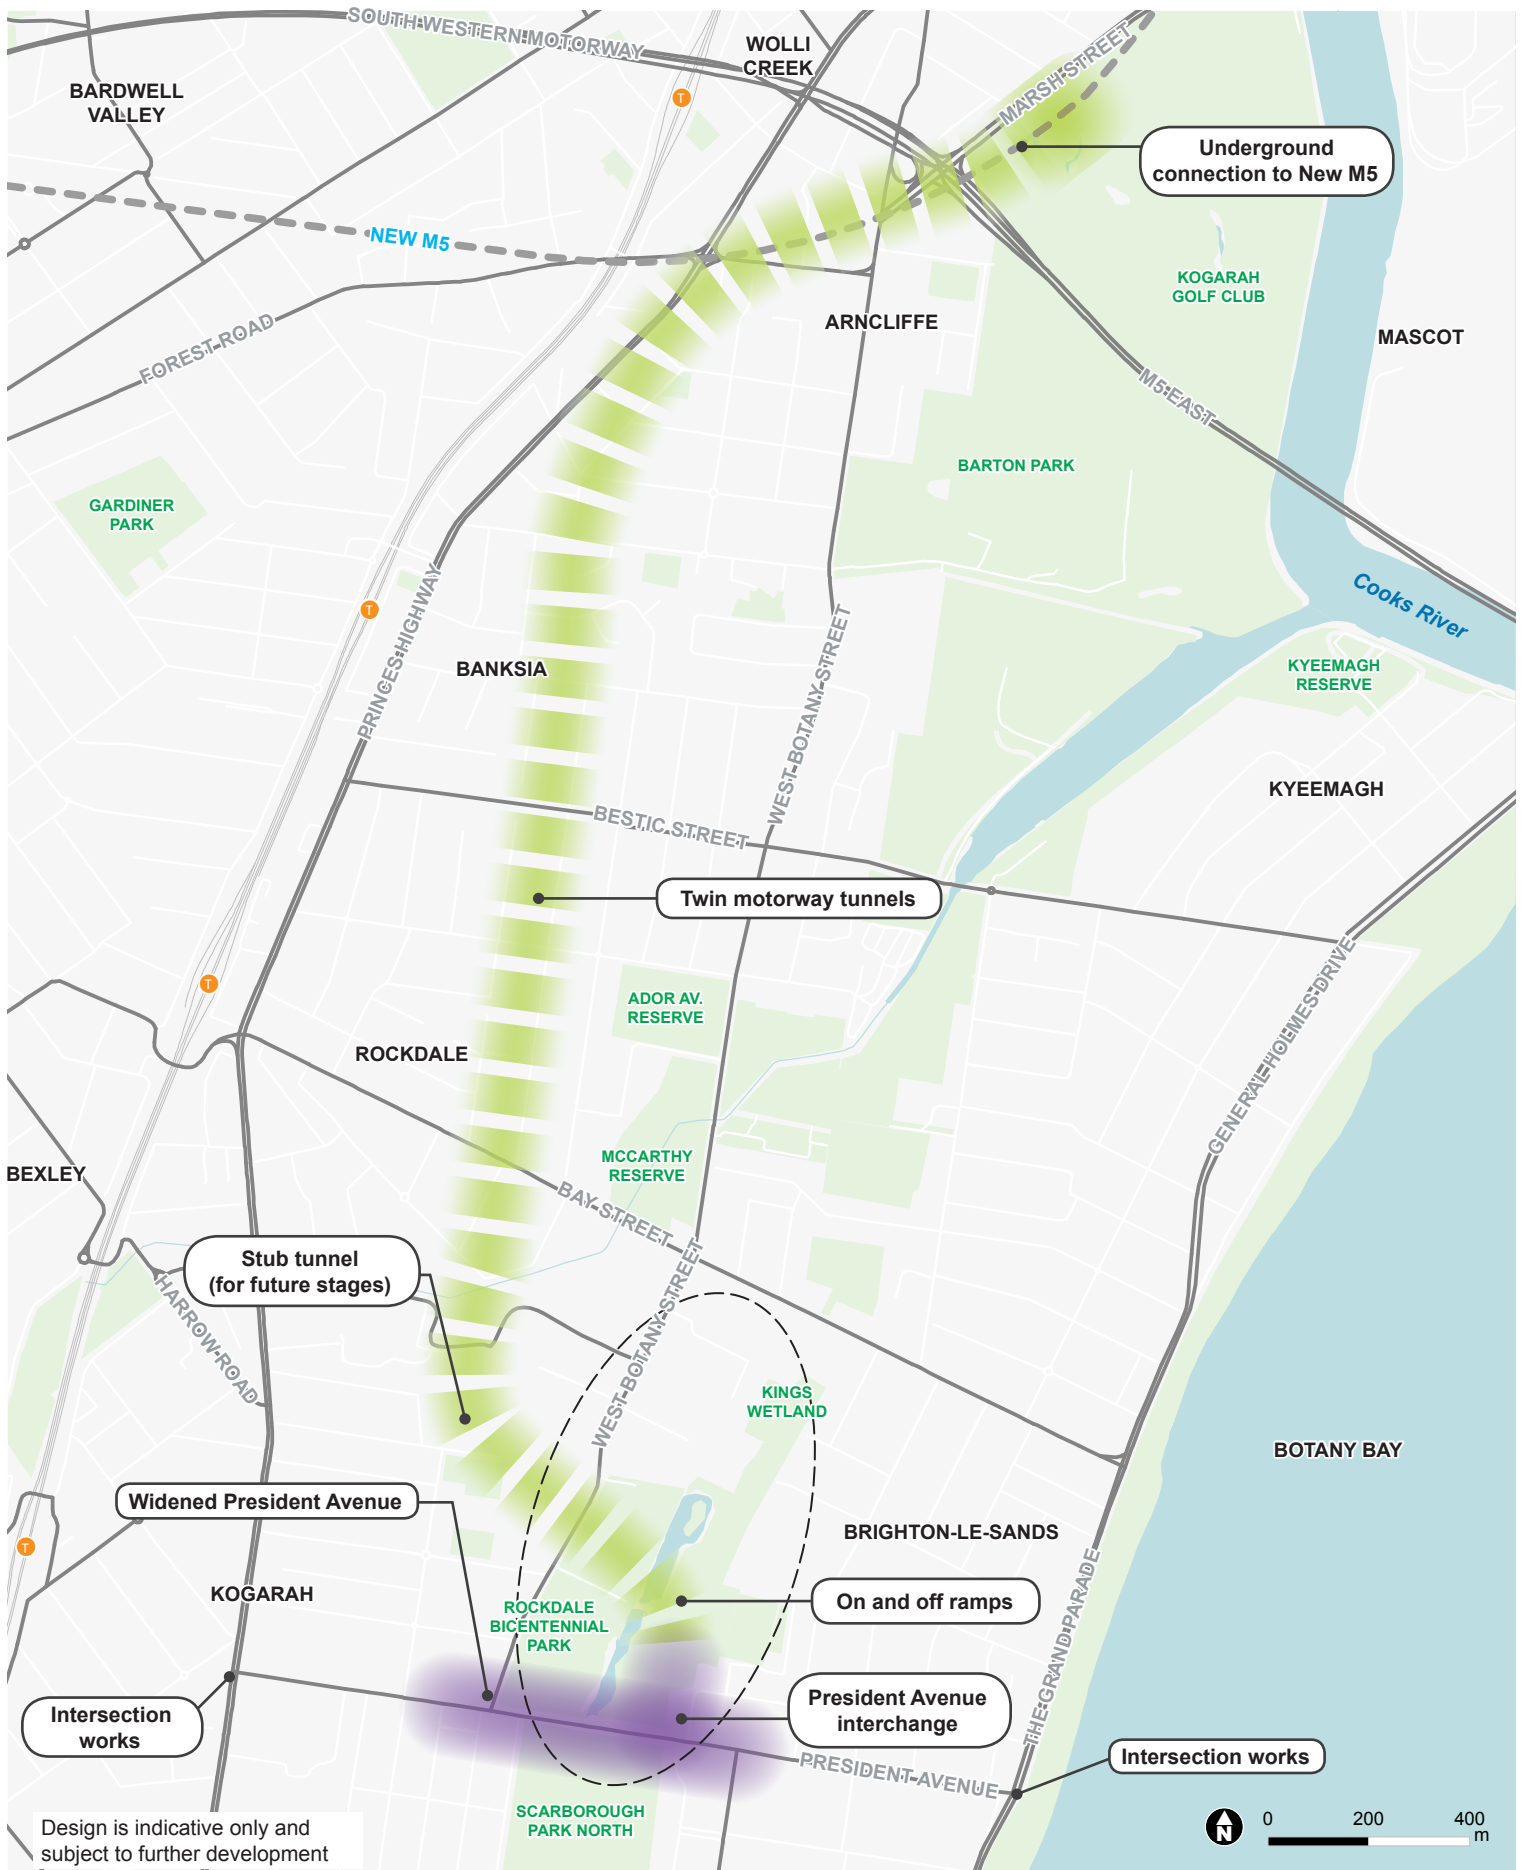 SOUTH WESTERN MOTORWAY
WOLLI
CREEK
MARSH STREET
BARDWELL
VALLEY
T
Underground
connection to New M5
NEW M5
KOGARAH
GOLF CLUB
ARNCLIFFE
MASCOT
FOREST ROAD
M5 EAST
BARTON PARK
GARDINER
PARK
Cooks River
T
PRINCES HIGHWAY
BANKSIA
WEST BOTANY STREET
KYEEMAGH
RESERVE
KYEEMAGH
BESTIC STREET
Twin motorway tunnels
T
ADOR AV.
RESERVE
GENERAL HOLMES DRIVE
ROCKDALE
BEXLEY
MCCARTHY
RESERVE
BAY STREET
Stub tunnel
(for future stages)
HARROW ROAD
WEST BOTANY STREET
KINGS
WETLAND
BOTANY BAY
Widened President Avenue
BRIGHTON-LE-SANDS
T
KOGARAH
ROCKDALE
BICENTENNIAL
PARK
On and off ramps
THE GRAND PARADE
Intersection
works
President Avenue
interchange
PRESIDENT AVENUE
Intersection works
SCARBOROUGH
PARK NORTH
Design is indicative only and
subject to further development
N
0 200 400
m